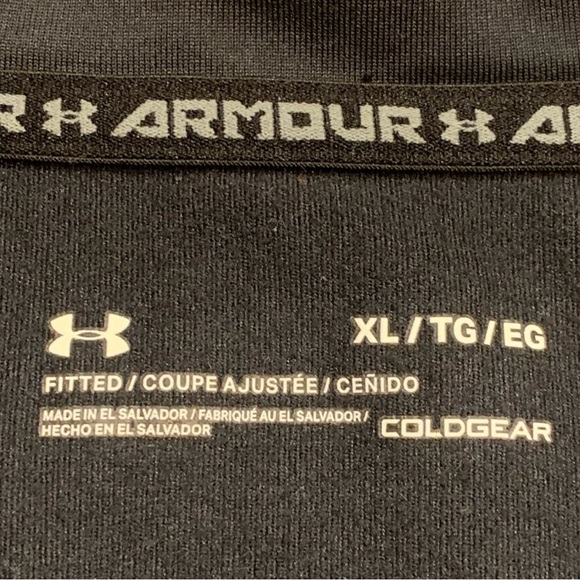 R ARMOUR AR
XL / TG / EG
FITTED / COUPE AJUSTÉE / CEÑIDO
MADE IN EL SALVADOR / FABRIQUÉ AU EL SALVADOR /
HECHO EN EL SALVADOR
COLDGEAR